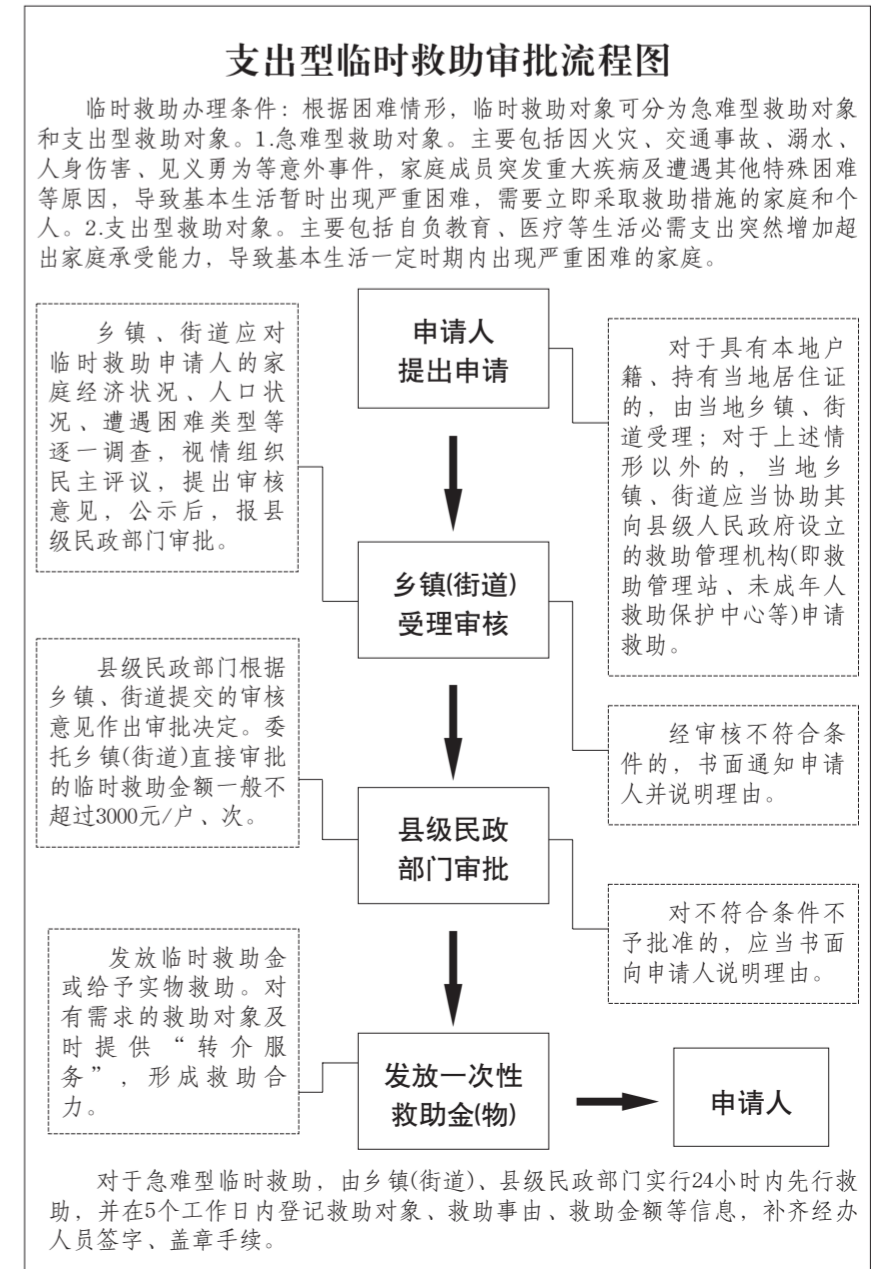 支出型临时救助审批流程图
临时救助办理条件：根据困难情形，临时救助对象可分为急难型救助对象
和支出型救助对象。1.急难型救助对象。主要包括因火灾、交通事故、溺水、
人身伤害、见义勇为等意外事件，家庭成员突发重大疾病及遭遇其他特殊困难
等原因，导致基本生活暂时出现严重困难，需要立即采取救助措施的家庭和个
人。2.支出型救助对象。主要包括自负教育、医疗等生活必需支出突然增加超
出家庭承受能力，导致基本生活一定时期内出现严重困难的家庭。
申请人
提出申请
乡镇、街道应对
临时救助申请人的家
庭经济状况、人口状
况、遭遇困难类型等
逐一调查，视情组织
民主评议，提出审核
意见，公示后，报县
级民政部门审批。
对于具有本地户
籍、持有当地居住证
的，由当地乡镇、街
道受理；对于上述情
形以外的，当地乡
镇、街道应当协助其
向县级人民政府设立
的救助管理机构(即救
助管理站、未成年人
救助保护中心等)申请
救助。
乡镇(街道)
受理审核
县级民政部门根据
乡镇、街道提交的审核
意见作出审批决定。委
托乡镇(街道)直接审批
的临时救助金额一般不
超过3000元/户、次。
经审核不符合条
件的，书面通知申请
人并说明理由。
县级民政
部门审批
对不符合条件不
予批准的，应当书面
向申请人说明理由。
发放临时救助金
或给予实物救助。对
有需求的救助对象及
时提供“转介服
务”，形成救助合
力。
发放一次性
救助金(物)
申请人
对于急难型临时救助，由乡镇(街道)、县级民政部门实行24小时内先行救
助，并在5个工作日内登记救助对象、救助事由、救助金额等信息，补齐经办
人员签字、盖章手续。